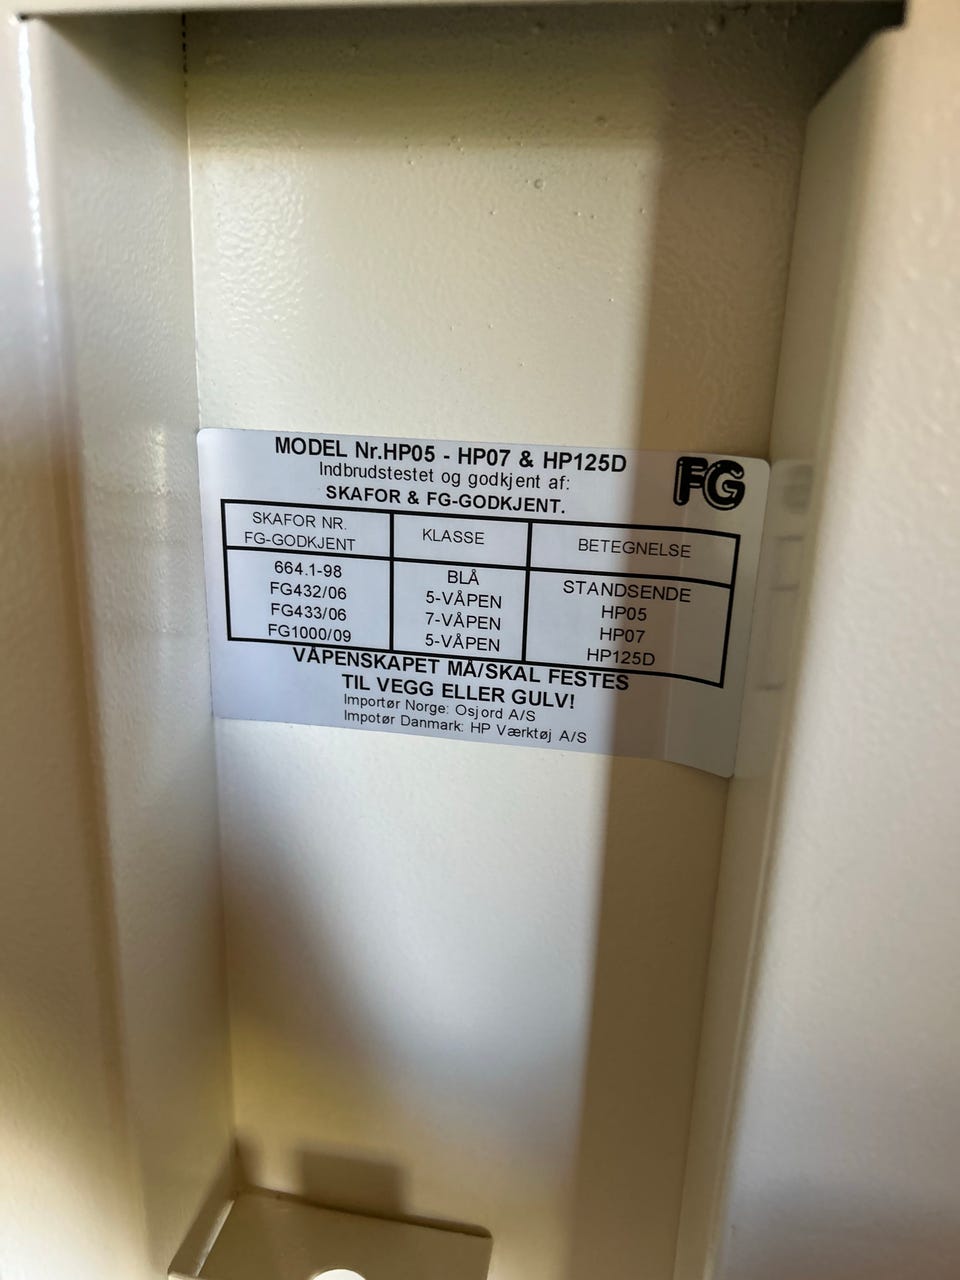 MODEL Nr.HP05 - HP07 & HP125D
Indbrudstestet og godkjent af:
SKAFOR & FG-GODKJENT.
FG
SKAFOR NR.
FG-GODKJENT
KLASSE
BETEGNELSE
664.1-98 BLÅ STANDSENDE
FG432/06 5-VÅPEN HP05
FG433/06 7-VÅPEN HP07
FG1000/09 5-VÅPEN HP125D
VÅPENSKAPET MÅ/SKAL FESTES
TIL VEGG ELLER GULV!
Importør Norge: Osjord A/S
Impotør Danmark: HP Værktøj A/S